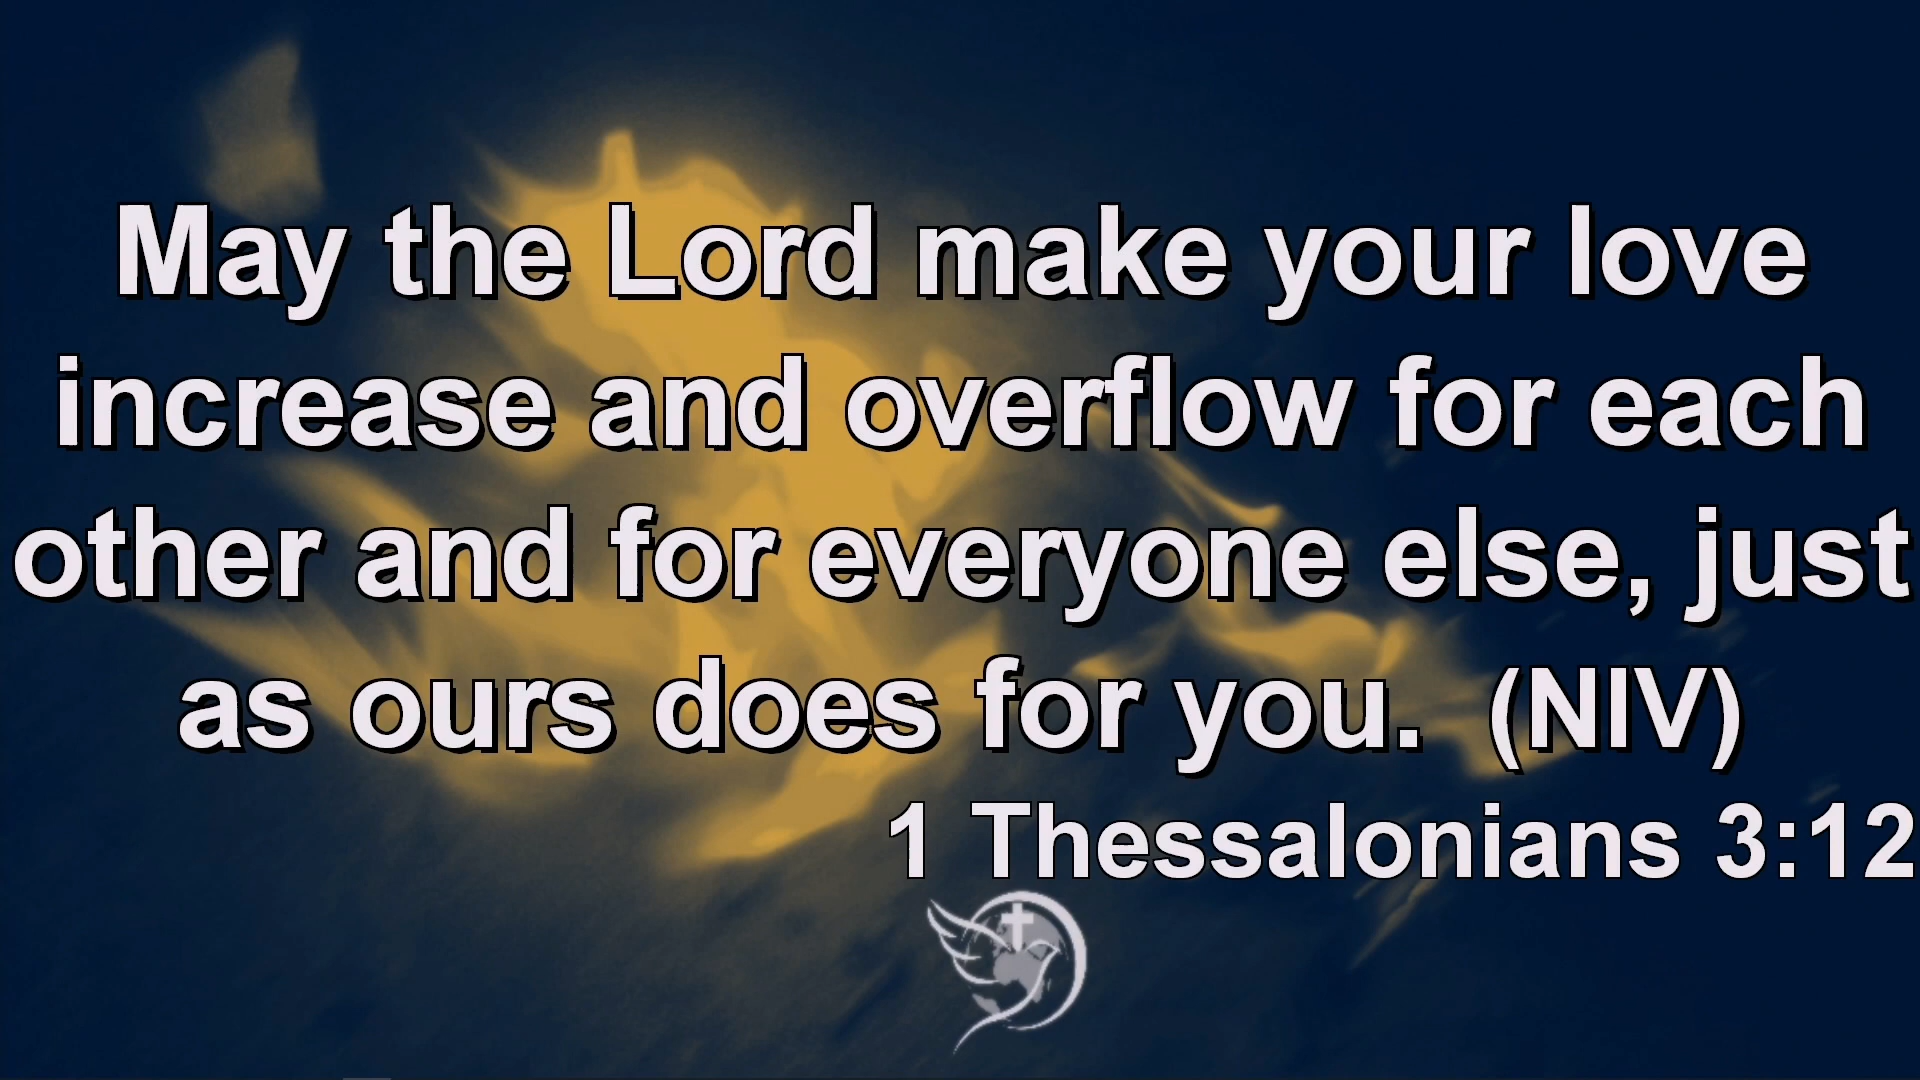 May the Lord make your love
increase and overflow for each
other and for everyone else, just
as ours does for you.  (NIV)
1 Thessalonians 3:12